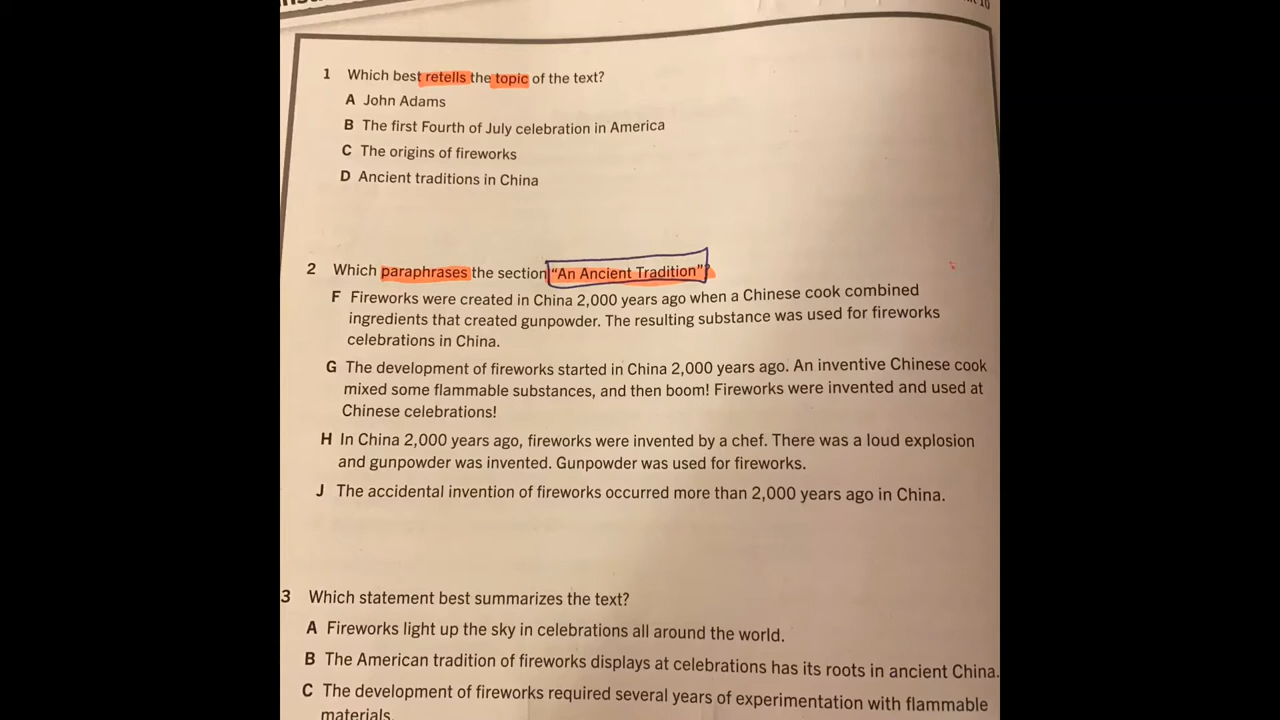 1 Which best retells the topic of the text?
A John Adams
B The first Fourth of July celebration in America
C The origins of fireworks
D Ancient traditions in China
2 Which paraphrases the section "An Ancient Tradition"?
F Fireworks were created in China 2,000 years ago when a Chinese cook combined
ingredients that created gunpowder. The resulting substance was used for fireworks
celebrations in China.
G The development of fireworks started in China 2,000 years ago. An inventive Chinese cook
mixed some flammable substances, and then boom! Fireworks were invented and used at
Chinese celebrations!
H In China 2,000 years ago, fireworks were invented by a chef. There was a loud explosion
and gunpowder was invented. Gunpowder was used for fireworks.
J The accidental invention of fireworks occurred more than 2,000 years ago in China.
3 Which statement best summarizes the text?
A Fireworks light up the sky in celebrations all around the world.
B The American tradition of fireworks displays at celebrations has its roots in ancient China.
C The development of fireworks required several years of experimentation with flammable
materials.